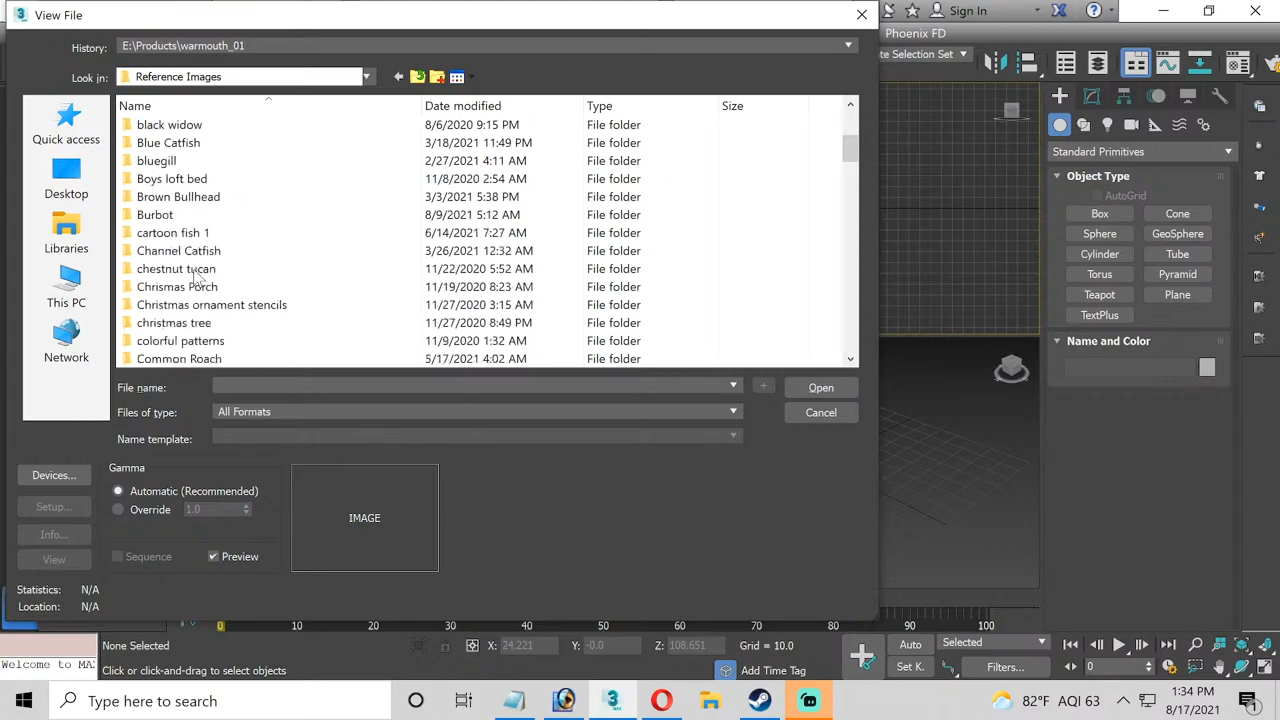 View File
Sign In
History: E:\Products\warmouth_01
Phoenix FD
Look in: Reference Images
ate Selection Set
Name Date modified Type Size
black widow 8/6/2020 9:15 PM File folder
Blue Catfish 3/18/2021 11:49 PM File folder
bluegill 2/27/2021 4:11 AM File folder
Boys loft bed 11/8/2020 2:54 AM File folder
Brown Bullhead 3/3/2021 5:38 PM File folder
Burbot 8/9/2021 5:12 AM File folder
cartoon fish 1 6/14/2021 7:27 AM File folder
Channel Catfish 3/26/2021 12:32 AM File folder
chestnut tucan 11/22/2020 5:52 AM File folder
Chrismas Porch 11/19/2020 8:23 AM File folder
Christmas ornament stencils 11/27/2020 3:15 AM File folder
christmas tree 11/27/2020 8:49 PM File folder
colorful patterns 11/9/2020 1:32 AM File folder
Common Roach 5/17/2021 4:02 AM File folder
Quick access
Desktop
Libraries
This PC
Network
File name: Open
Files of type: All Formats Cancel
Name template:
Devices...
Setup...
Info...
View
Gamma
Automatic (Recommended)
Override 1.0
Sequence Preview
IMAGE
Statistics: N/A
Location: N/A
Standard Primitives
Object Type
AutoGrid
Box Cone
Sphere GeoSphere
Cylinder Tube
Torus Pyramid
Teapot Plane
TextPlus
Name and Color
0 10 20 30 40 50 60 70 80 90 100
None Selected X: 24.221 Y: -0.0 Z: 108.651 Grid = 10.0 Auto Selected
Welcome to MA Click or click-and-drag to select objects Add Time Tag Set K. Filters... 0
Type here to search 82°F AQI 63 1:34 PM
8/17/2021